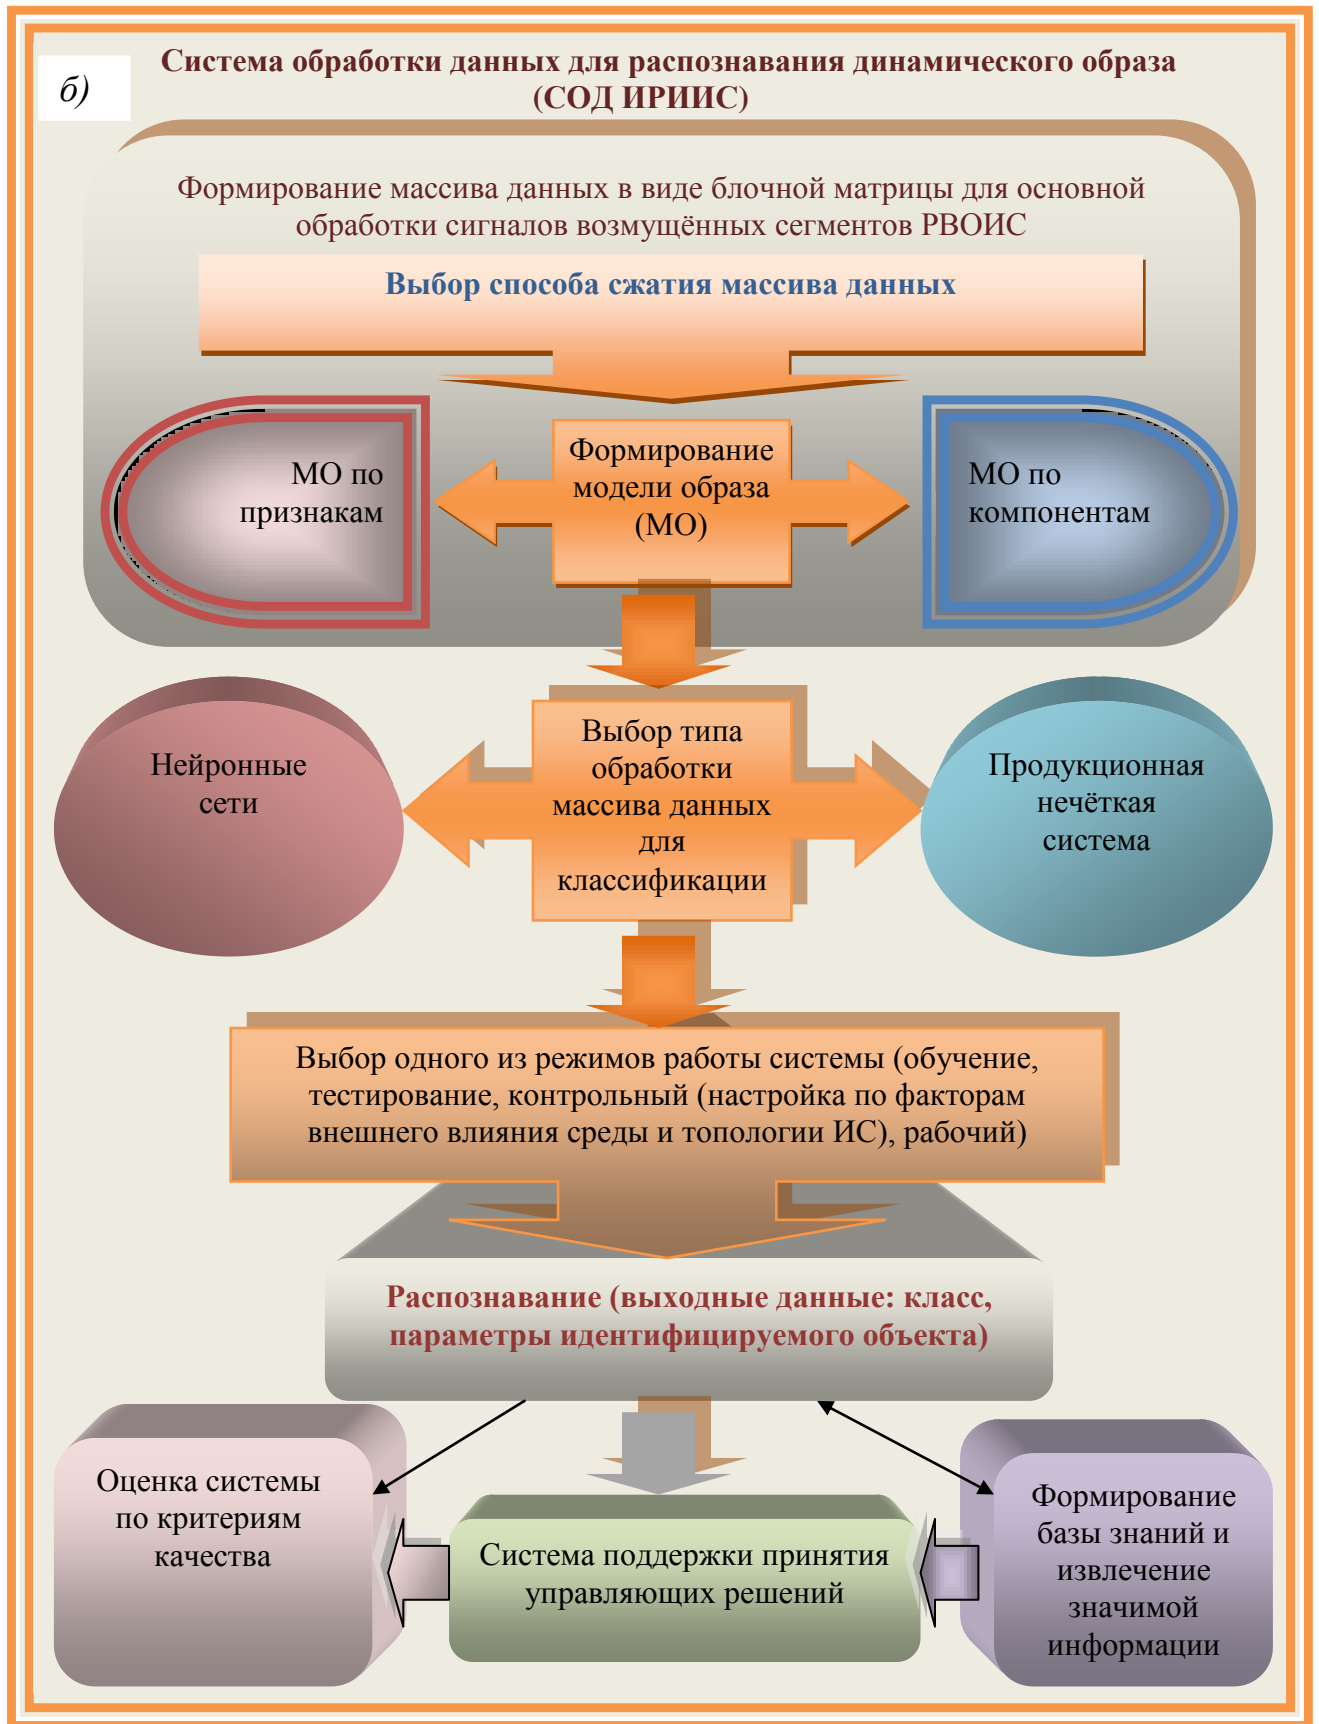 б)
Система обработки данных для распознавания динамического образа
(СОД ИРИИС)
Формирование массива данных в виде блочной матрицы для основной
обработки сигналов возмущённых сегментов РВОИС
Выбор способа сжатия массива данных
МО по
признакам
Формирование
модели образа
(МО)
МО по
компонентам
Нейронные
сети
Выбор типа
обработки
массива данных
для
классификации
Продукционная
нечёткая
система
Выбор одного из режимов работы системы (обучение,
тестирование, контрольный (настройка по факторам
внешнего влияния среды и топологии ИС), рабочий)
Распознавание (выходные данные: класс,
параметры идентифицируемого объекта)
Оценка системы
по критериям
качества
Система поддержки принятия
управляющих решений
Формирование
базы знаний и
извлечение
значимой
информации